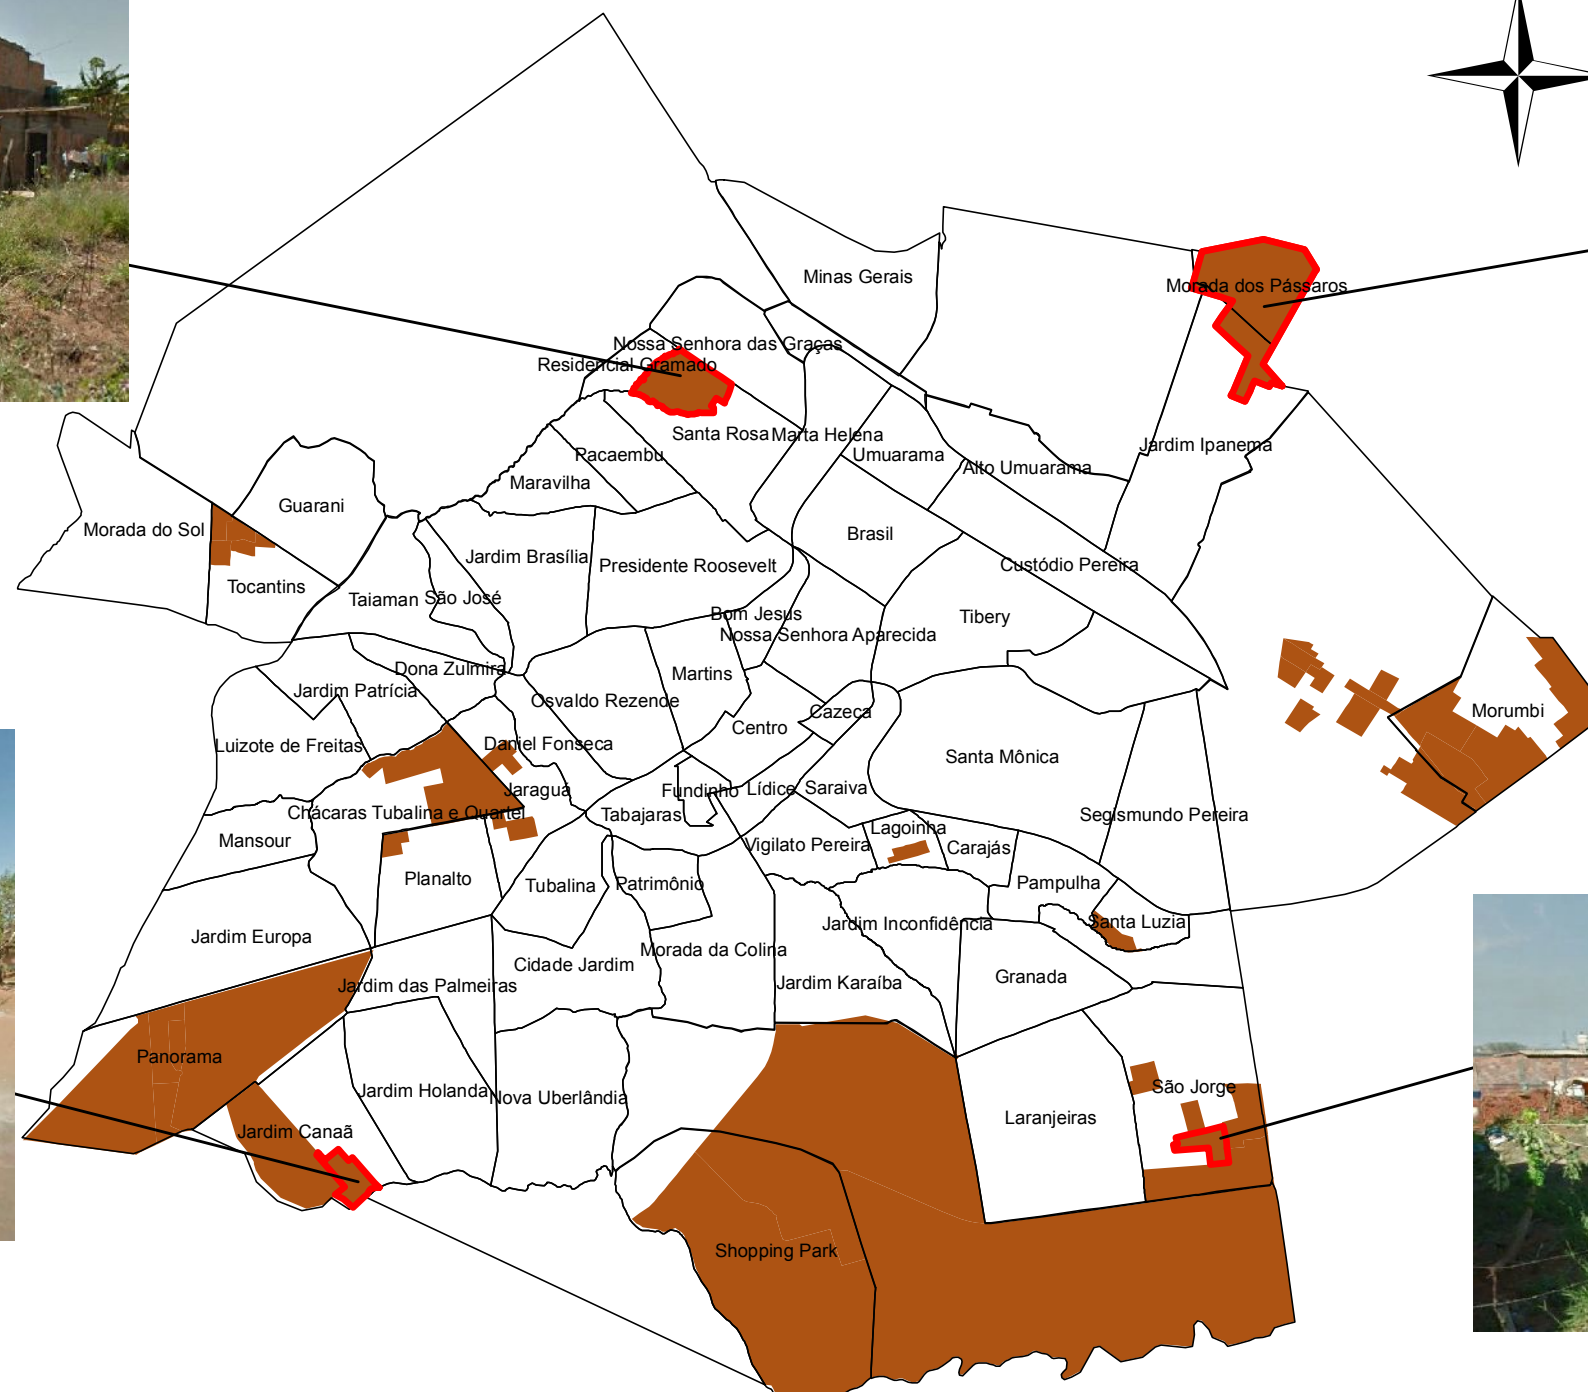 Minas Gerais
Morada dos Pássaros
Nossa Senhora das Graças
Residencial Gramado
Santa Rosa
Marta Helena
Umuarama
Alto Umuarama
Jardim Ipanema
Pacaembu
Maravilha
Guarani
Morada do Sol
Tocantins
Brasil
Jardim Brasília
Presidente Roosevelt
Custódio Pereira
Taiaman
São José
Bom Jesus
Nossa Senhora Aparecida
Tibery
Dona Zulmira
Martins
Jardim Patrícia
Osvaldo Rezende
Cazeca
Morumbi
Centro
Luizote de Freitas
Daniel Fonseca
Santa Mônica
Jaraguá
Fundinho
Lídice
Saraiva
Chácaras Tubalina e Quartel
Tabajaras
Segismundo Pereira
Lagoinha
Mansour
Vigilato Pereira
Carajás
Planalto
Tubalina
Patrimônio
Pampulha
Jardim Europa
Jardim Inconfidência
Santa Luzia
Morada da Colina
Cidade Jardim
Granada
Jardim das Palmeiras
Jardim Karaíba
Panorama
São Jorge
Jardim Holanda
Nova Uberlândia
Laranjeiras
Jardim Canaã
Shopping Park